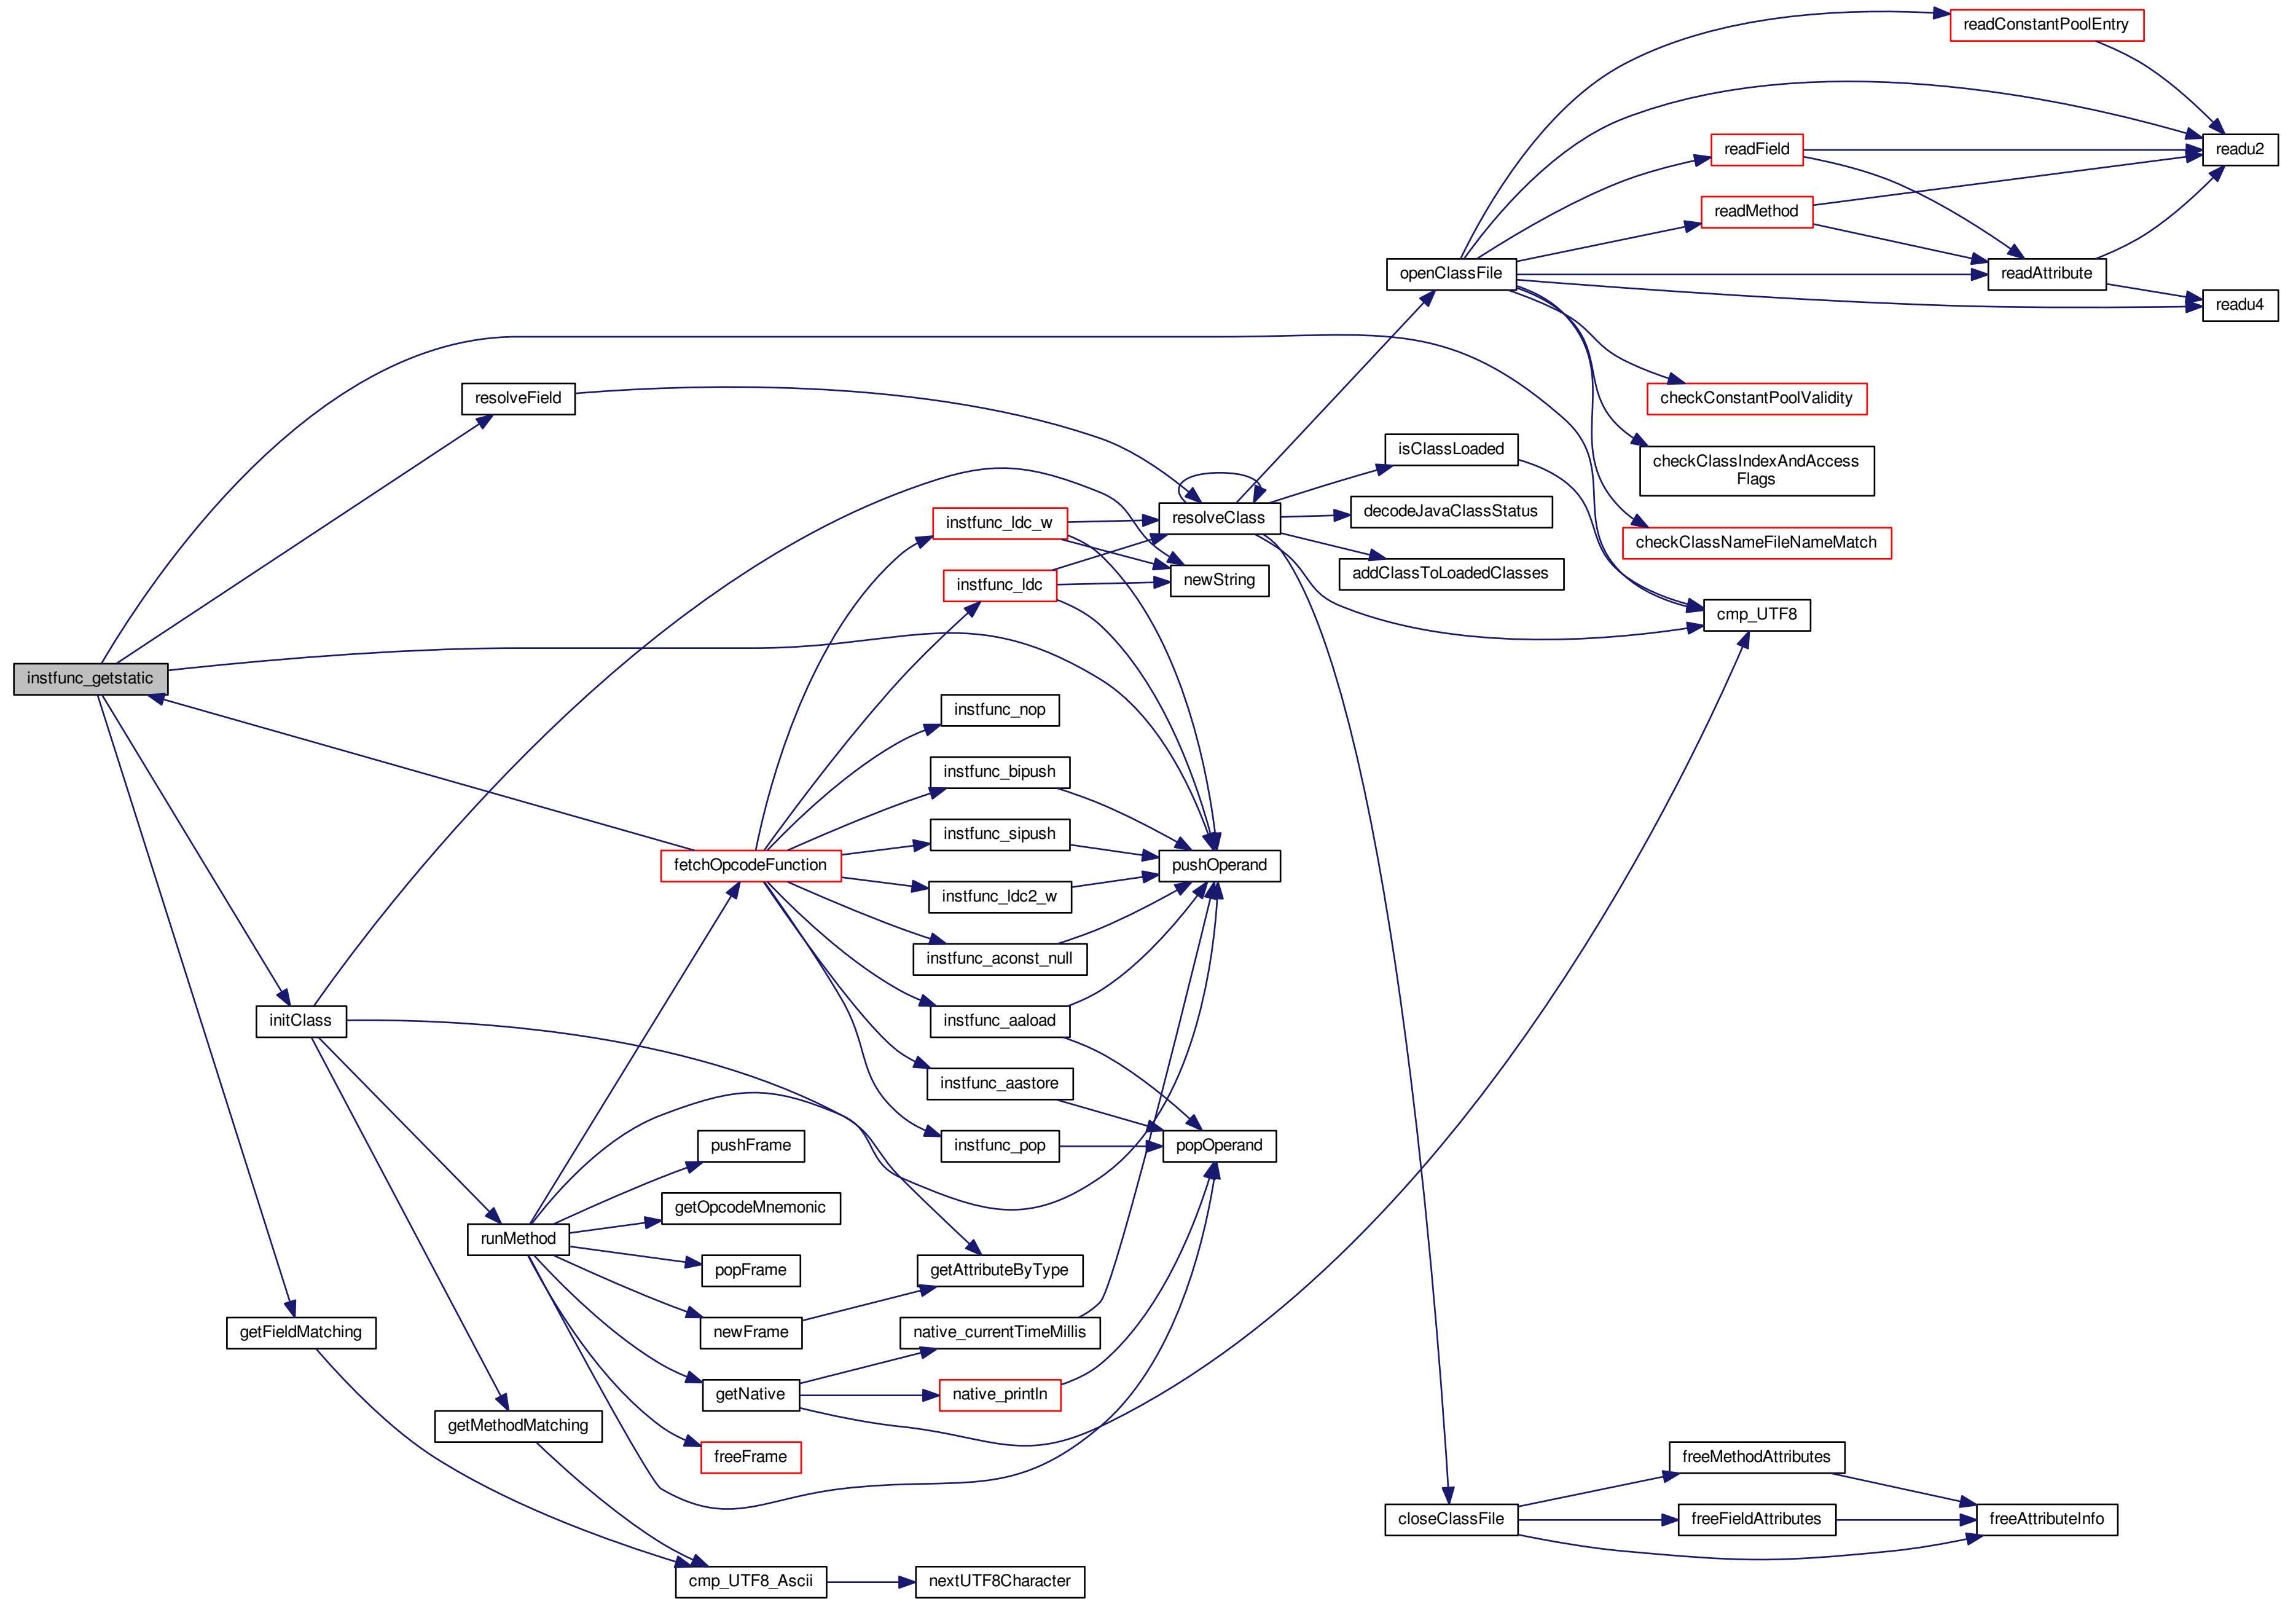 readConstantPoolEntry
readField
readu2
readMethod
openClassFile
readAttribute
readu4
resolveField
checkConstantPoolValidity
isClassLoaded
checkClassIndexAndAccess
Flags
instfunc_ldc_w
resolveClass
decodeJavaClassStatus
checkClassNameFileNameMatch
instfunc_ldc
newString
addClassToLoadedClasses
cmp_UTF8
instfunc_getstatic
instfunc_nop
instfunc_bipush
instfunc_sipush
fetchOpcodeFunction
pushOperand
instfunc_ldc2_w
instfunc_aconst_null
initClass
instfunc_aaload
instfunc_aastore
pushFrame
instfunc_pop
popOperand
getOpcodeMnemonic
runMethod
popFrame
getAttributeByType
getFieldMatching
newFrame
native_currentTimeMillis
getNative
native_println
getMethodMatching
freeFrame
freeMethodAttributes
closeClassFile
freeFieldAttributes
freeAttributeInfo
cmp_UTF8_Ascii
nextUTF8Character